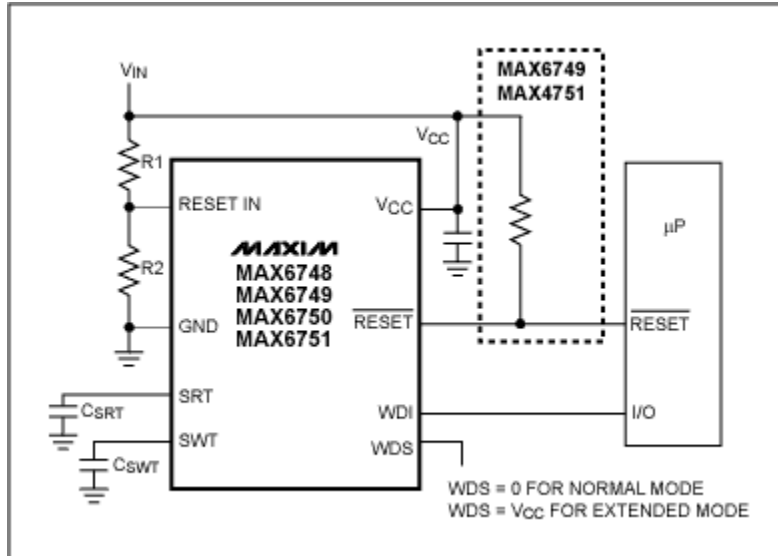 VIN
MAX6749
MAX4751
VCC
R1
RESET IN
VCC
µP
MAXIM
MAX6748
MAX6749
MAX6750
MAX6751
R2
GND
RESET
RESET
SRT
CSRT
WDI
I/O
SWT
CSWT
WDS
WDS = 0 FOR NORMAL MODE
WDS = VCC FOR EXTENDED MODE